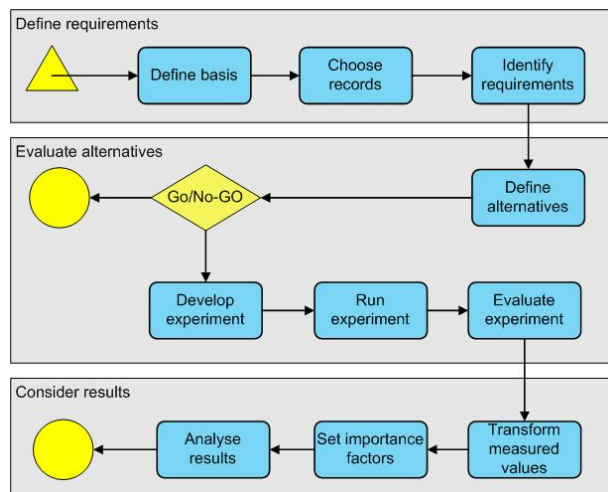 Define requirements
Define basis
Choose
records
Identify
requirements
Evaluate alternatives
Go/No-GO
Define
alternatives
Develop
experiment
Run
experiment
Evaluate
experiment
Consider results
Analyse
results
Set importance
factors
Transform
measured
values